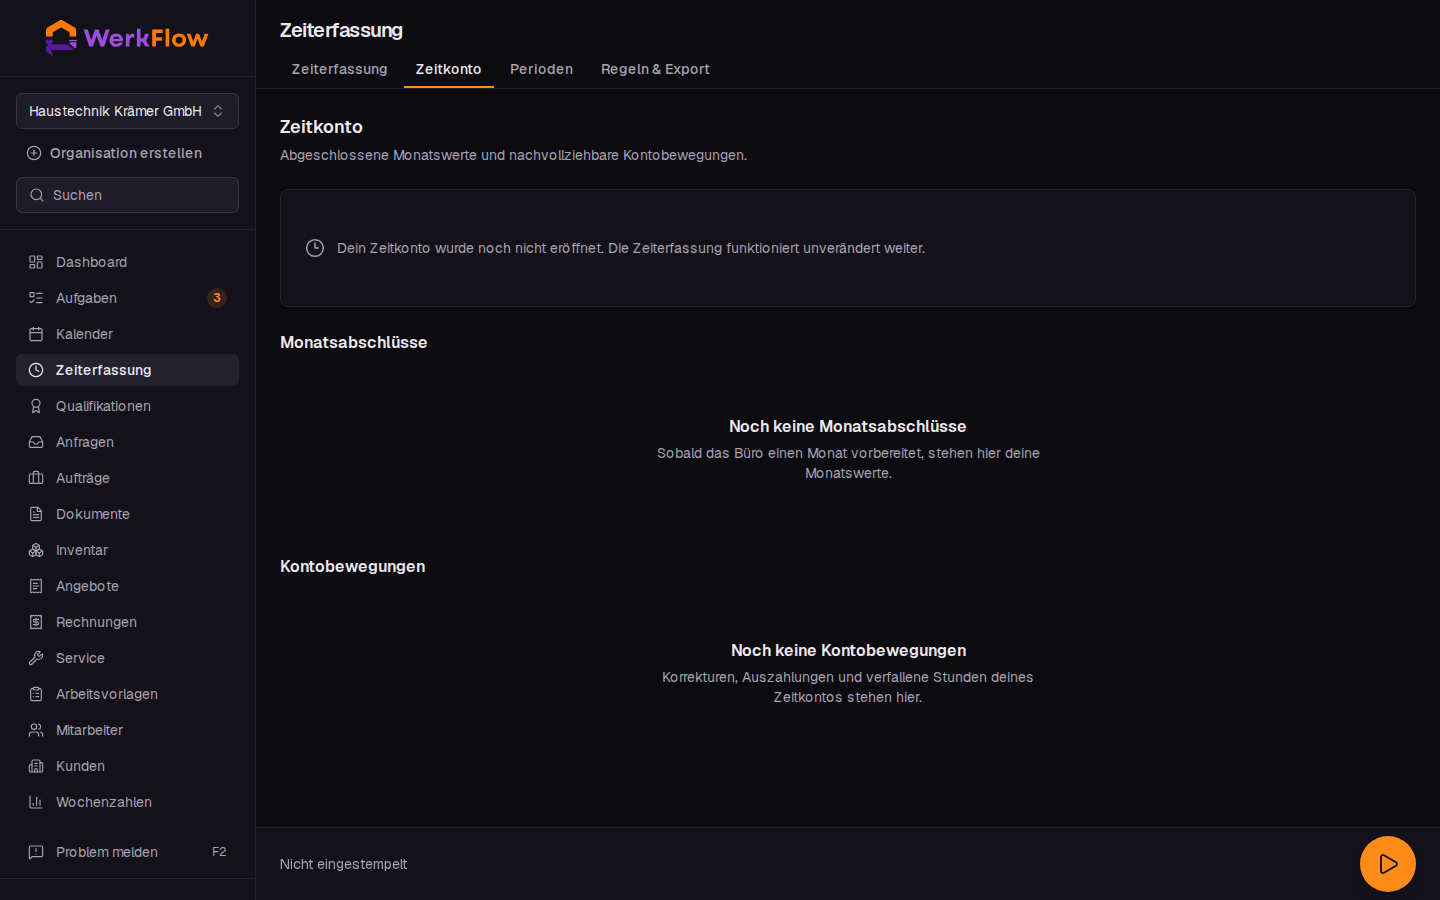 WerkFlow
Haustechnik Krämer GmbH
Organisation erstellen
Suchen
Dashboard
Aufgaben 3
Kalender
Zeiterfassung
Qualifikationen
Anfragen
Aufträge
Dokumente
Inventar
Angebote
Rechnungen
Service
Arbeitsvorlagen
Mitarbeiter
Kunden
Wochenzahlen
Problem melden F2
Zeiterfassung
Zeiterfassung Zeitkonto Perioden Regeln & Export
Zeitkonto
Abgeschlossene Monatswerte und nachvollziehbare Kontobewegungen.
Dein Zeitkonto wurde noch nicht eröffnet. Die Zeiterfassung funktioniert unverändert weiter.
Monatsabschlüsse
Noch keine Monatsabschlüsse
Sobald das Büro einen Monat vorbereitet, stehen hier deine
Monatswerte.
Kontobewegungen
Noch keine Kontobewegungen
Korrekturen, Auszahlungen und verfallene Stunden deines
Zeitkontos stehen hier.
Nicht eingestempelt